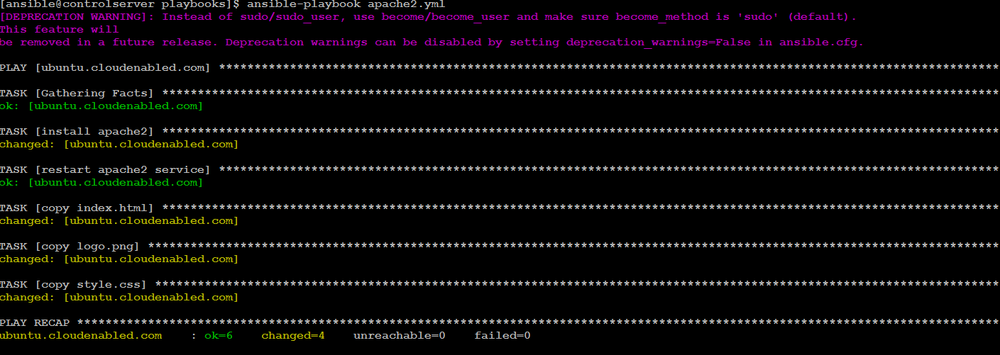 [ansible@controlserver playbooks]$ ansible-playbook apache2.yml
[DEPRECATION WARNING]: Instead of sudo/sudo_user, use become/become_user and make sure become_method is 'sudo' (default).
This feature will
be removed in a future release. Deprecation warnings can be disabled by setting deprecation_warnings=False in ansible.cfg.
PLAY [ubuntu.cloudenabled.com] **************************************************************************************************************
TASK [Gathering Facts] **********************************************************************************************************************
ok: [ubuntu.cloudenabled.com]
TASK [install apache2] **********************************************************************************************************************
changed: [ubuntu.cloudenabled.com]
TASK [restart apache2 service] **************************************************************************************************************
ok: [ubuntu.cloudenabled.com]
TASK [copy index.html] **********************************************************************************************************************
changed: [ubuntu.cloudenabled.com]
TASK [copy logo.png] ************************************************************************************************************************
changed: [ubuntu.cloudenabled.com]
TASK [copy style.css] ***********************************************************************************************************************
changed: [ubuntu.cloudenabled.com]
PLAY RECAP **********************************************************************************************************************************
ubuntu.cloudenabled.com    : ok=6    changed=4    unreachable=0    failed=0